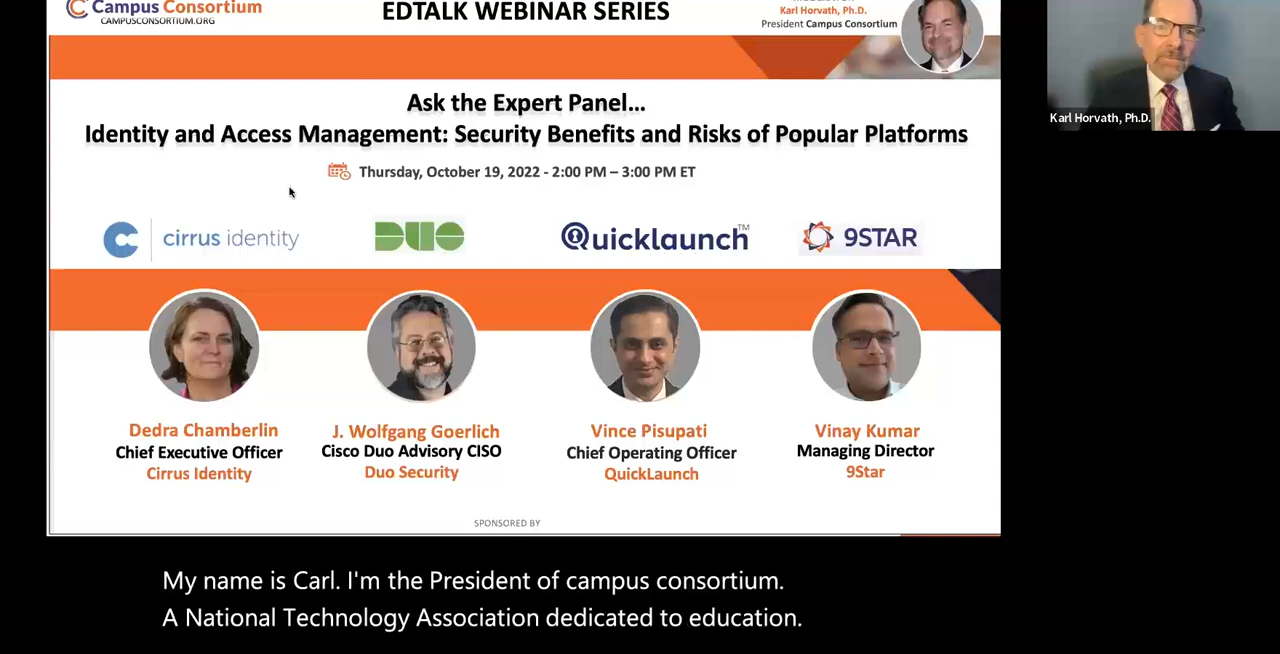 Campus Consortium
CAMPUSCONSORTIUM.ORG
EDTALK WEBINAR SERIES
Karl Horvath, Ph.D.
President Campus Consortium
Karl Horvath, Ph.D.
Ask the Expert Panel...
Identity and Access Management: Security Benefits and Risks of Popular Platforms
Thursday, October 19, 2022 - 2:00 PM – 3:00 PM ET
cirrus identity
DUO
Quicklaunch™
9STAR
Dedra Chamberlin
Chief Executive Officer
Cirrus Identity
J. Wolfgang Goerlich
Cisco Duo Advisory CISO
Duo Security
Vince Pisupati
Chief Operating Officer
QuickLaunch
Vinay Kumar
Managing Director
9Star
SPONSORED BY
My name is Carl. I'm the President of campus consortium.
A National Technology Association dedicated to education.